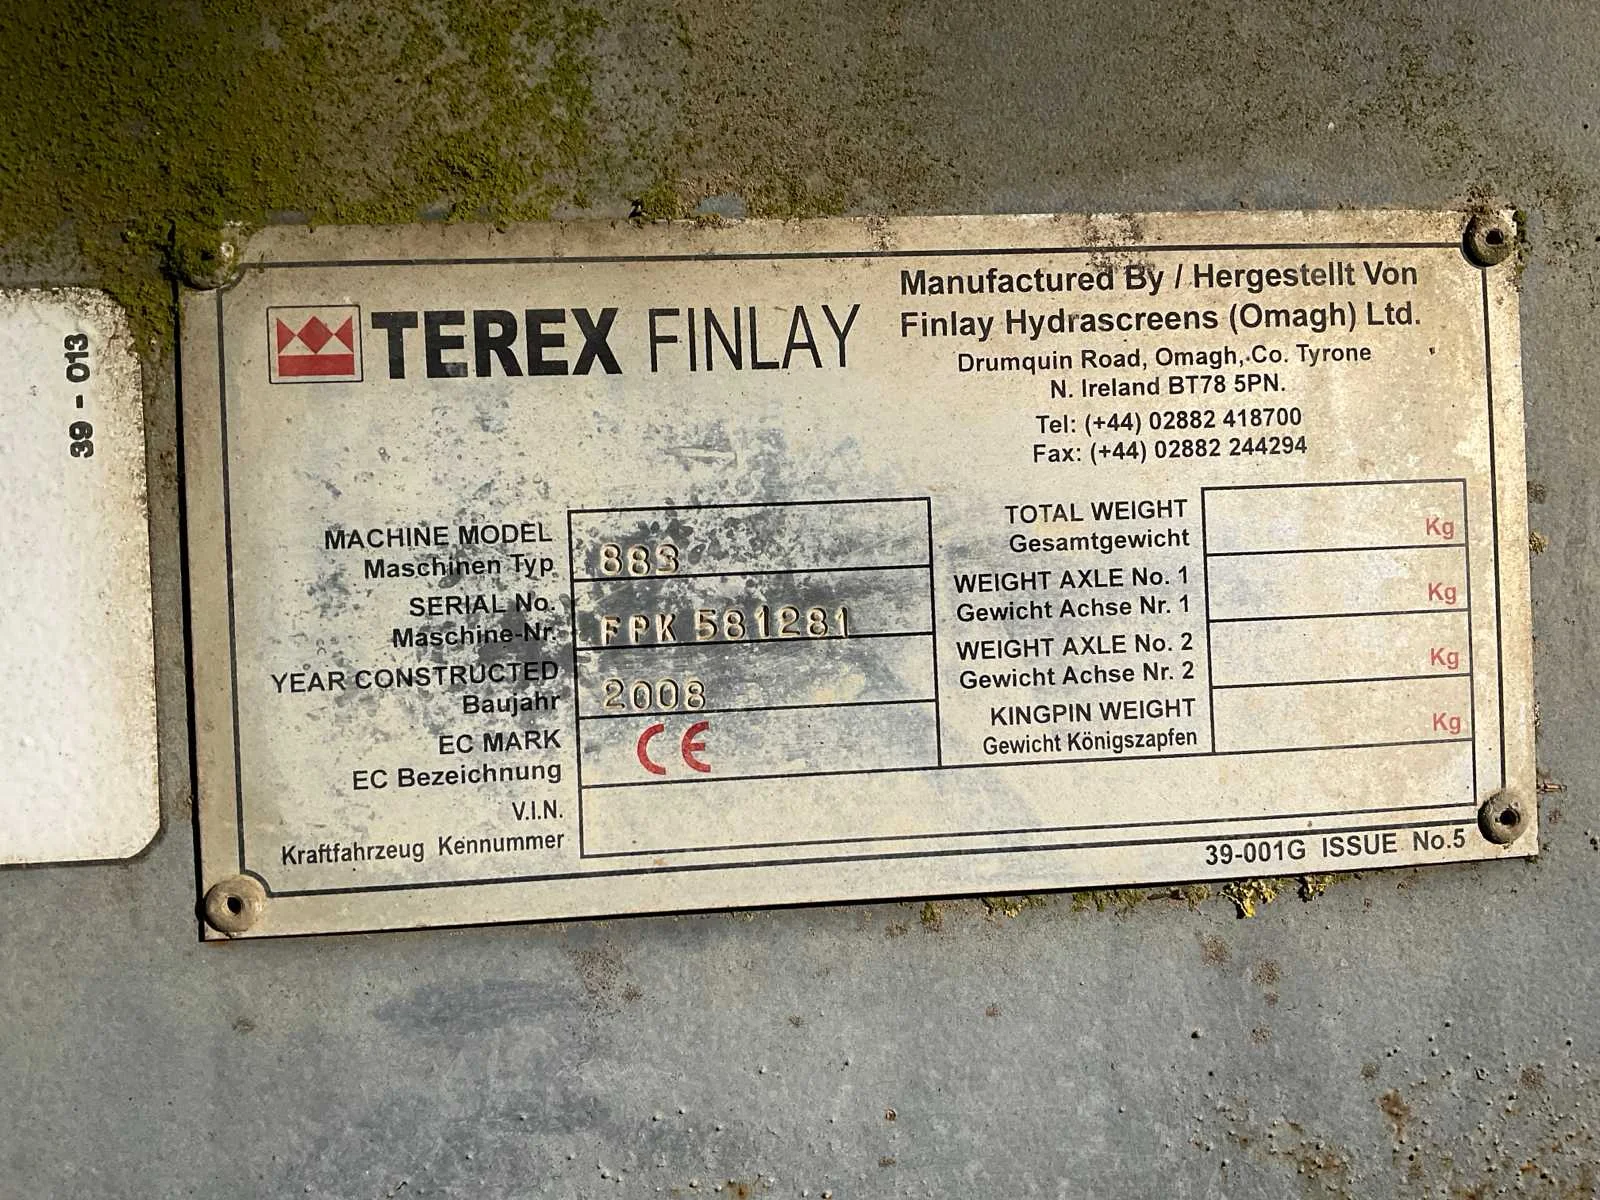 39 - 013
TEREX FINLAY
Manufactured By / Hergestellt Von
Finlay Hydrascreens (Omagh) Ltd.
Drumquin Road, Omagh, Co. Tyrone
N. Ireland BT78 5PN.
Tel: (+44) 02882 418700
Fax: (+44) 02882 244294
MACHINE MODEL
Maschinen Typ
883
SERIAL No.
Maschine-Nr.
FPK 581281
YEAR CONSTRUCTED
Baujahr
2008
EC MARK
EC Bezeichnung
CE
V.I.N.
Kraftfahrzeug Kennummer
TOTAL WEIGHT
Gesamtgewicht
Kg
WEIGHT AXLE No. 1
Gewicht Achse Nr. 1
Kg
WEIGHT AXLE No. 2
Gewicht Achse Nr. 2
Kg
KINGPIN WEIGHT
Gewicht Königszapfen
Kg
39-001G ISSUE No.5